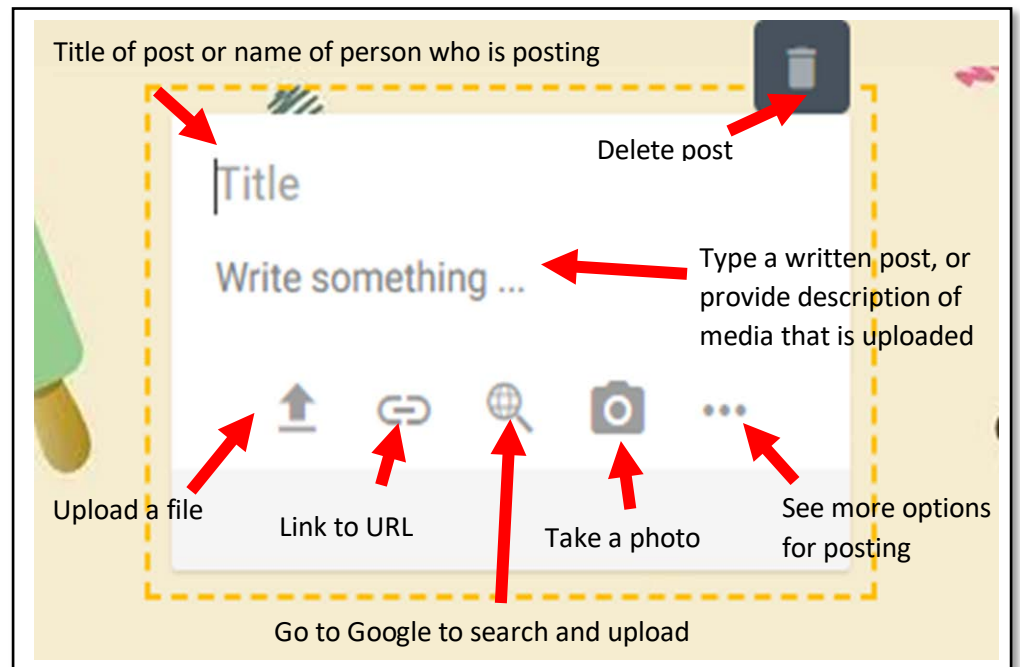 Title of post or name of person who is posting
Delete post
Title
Write something ...
Type a written post, or
provide description of
media that is uploaded
Upload a file
Link to URL
Take a photo
See more options
for posting
Go to Google to search and upload